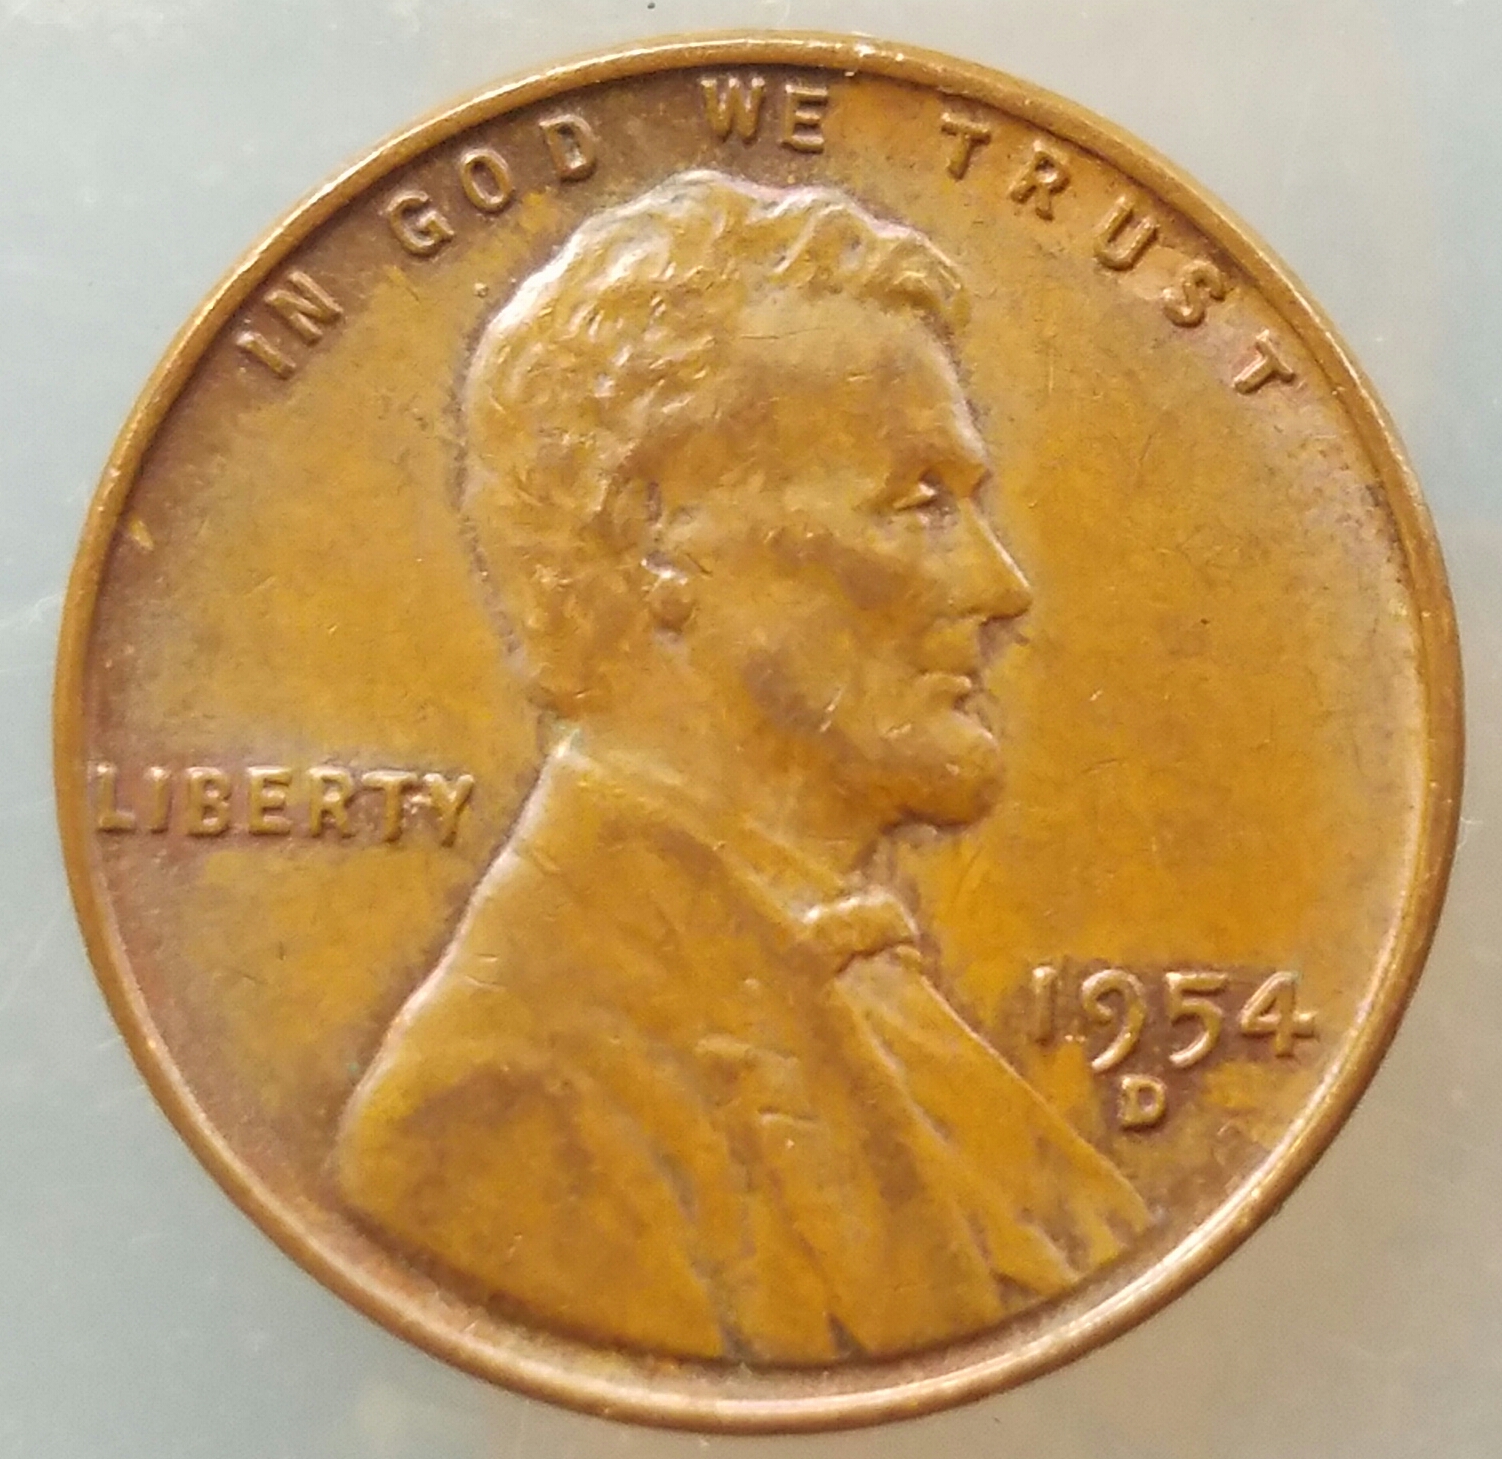 IN GOD WE TRUST
LIBERTY
1954
D